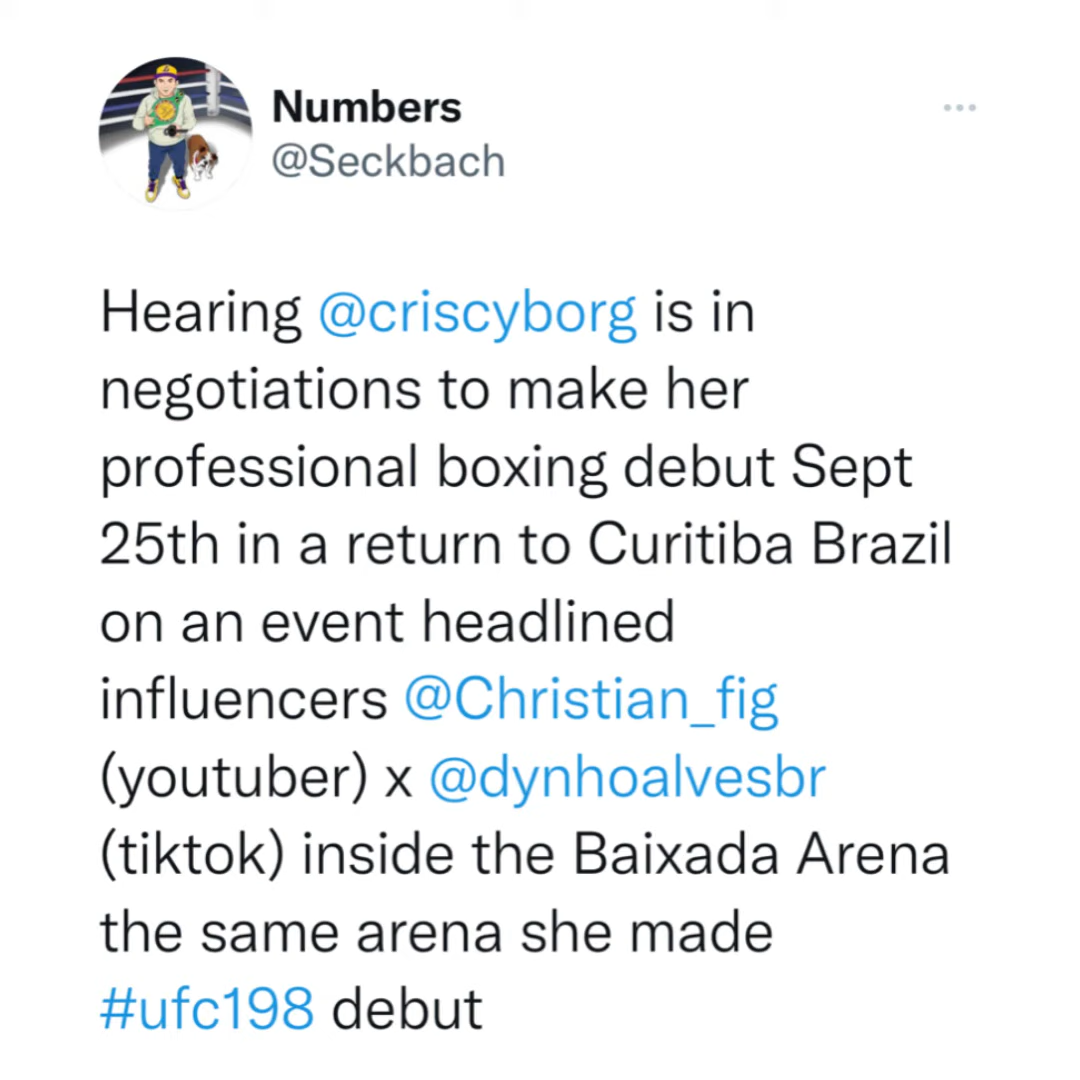 Numbers
@Seckbach
Hearing @criscyborg is in
negotiations to make her
professional boxing debut Sept
25th in a return to Curitiba Brazil
on an event headlined
influencers @Christian_fig
(youtuber) x @dynhoalvesbr
(tiktok) inside the Baixada Arena
the same arena she made
#ufc198 debut